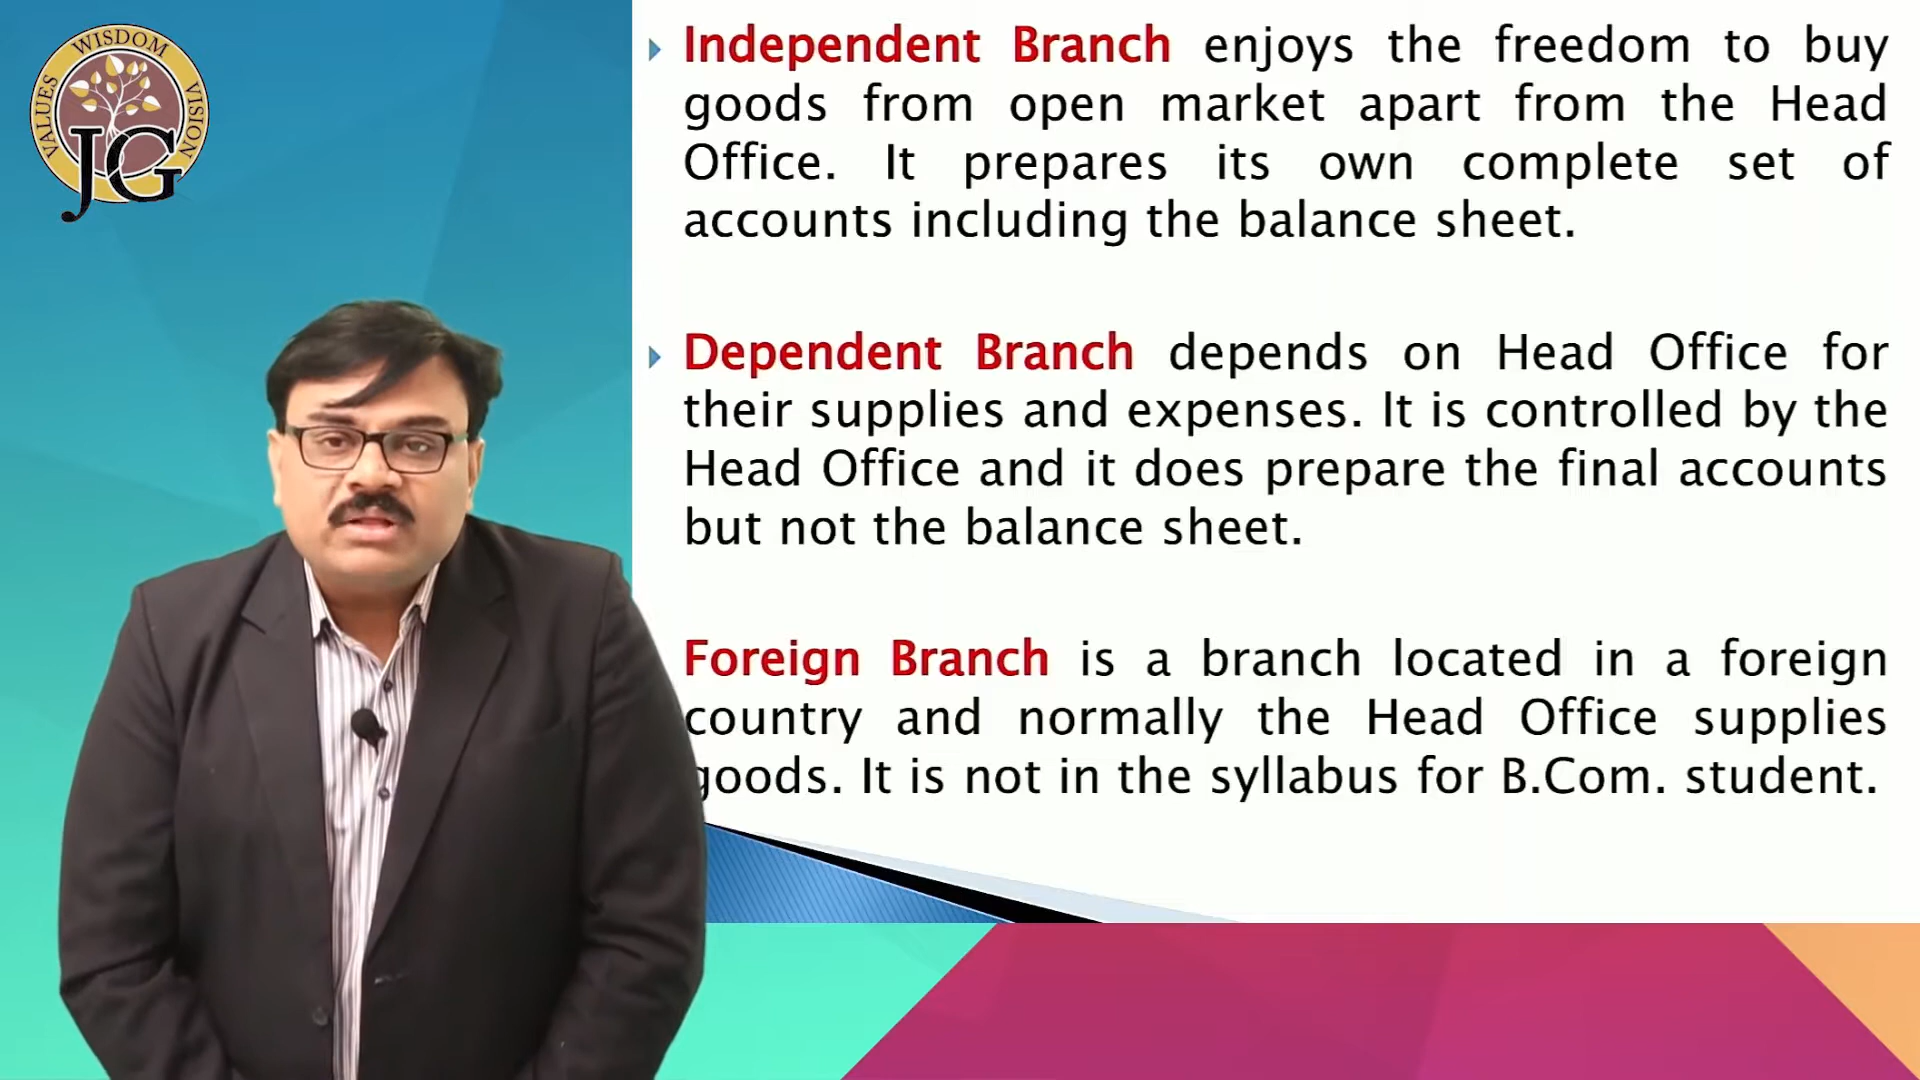 WISDOM
VALUES
VISION
JG
Independent Branch enjoys the freedom to buy
goods from open market apart from the Head
Office. It prepares its own complete set of
accounts including the balance sheet.
Dependent Branch depends on Head Office for
their supplies and expenses. It is controlled by the
Head Office and it does prepare the final accounts
but not the balance sheet.
Foreign Branch is a branch located in a foreign
country and normally the Head Office supplies
goods. It is not in the syllabus for B.Com. student.